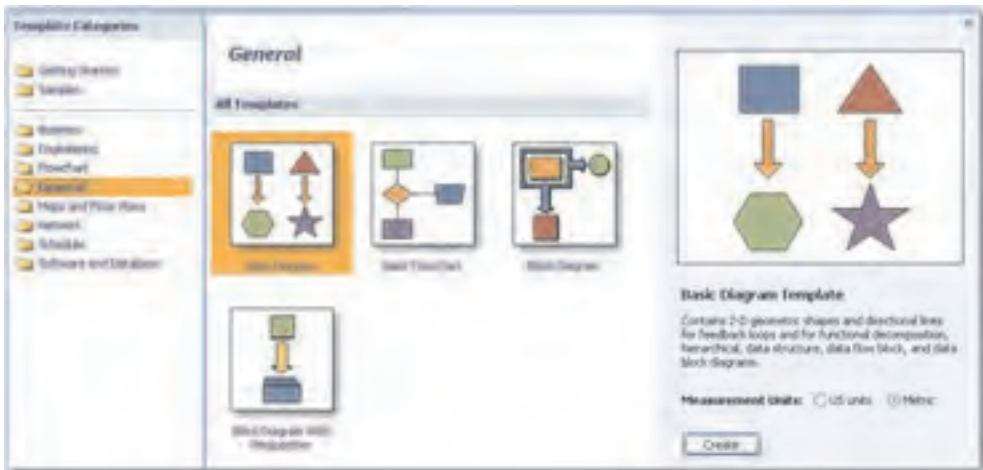 Template Categories
Getting Started
Samples
Business
Engineering
Flowchart
General
Maps and Floor Plans
Network
Schedule
Software and Database
General
All Templates
Basic Diagram
Basic Flowchart
Block Diagram
Block Diagram With
Basic Diagram Template
Contains 2-D geometric shapes and directional lines
for feedback loops and for functional decomposition,
hierarchical, data structure, data flow block, and data
block diagrams.
Measurement Units: US units Metric
Create